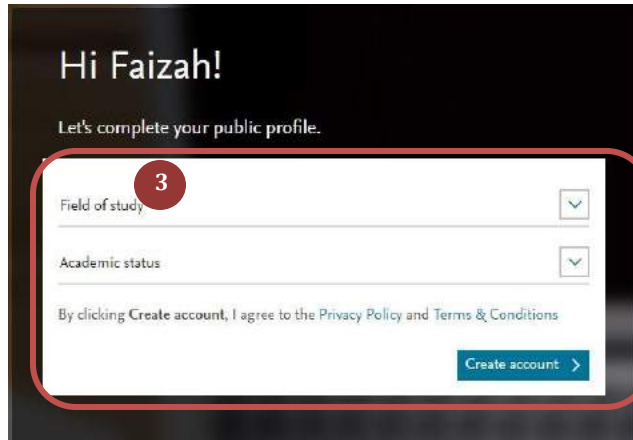 Hi Faizah!
Let's complete your public profile.
3
Field of study
Academic status
By clicking Create account, I agree to the Privacy Policy and Terms & Conditions
Create account